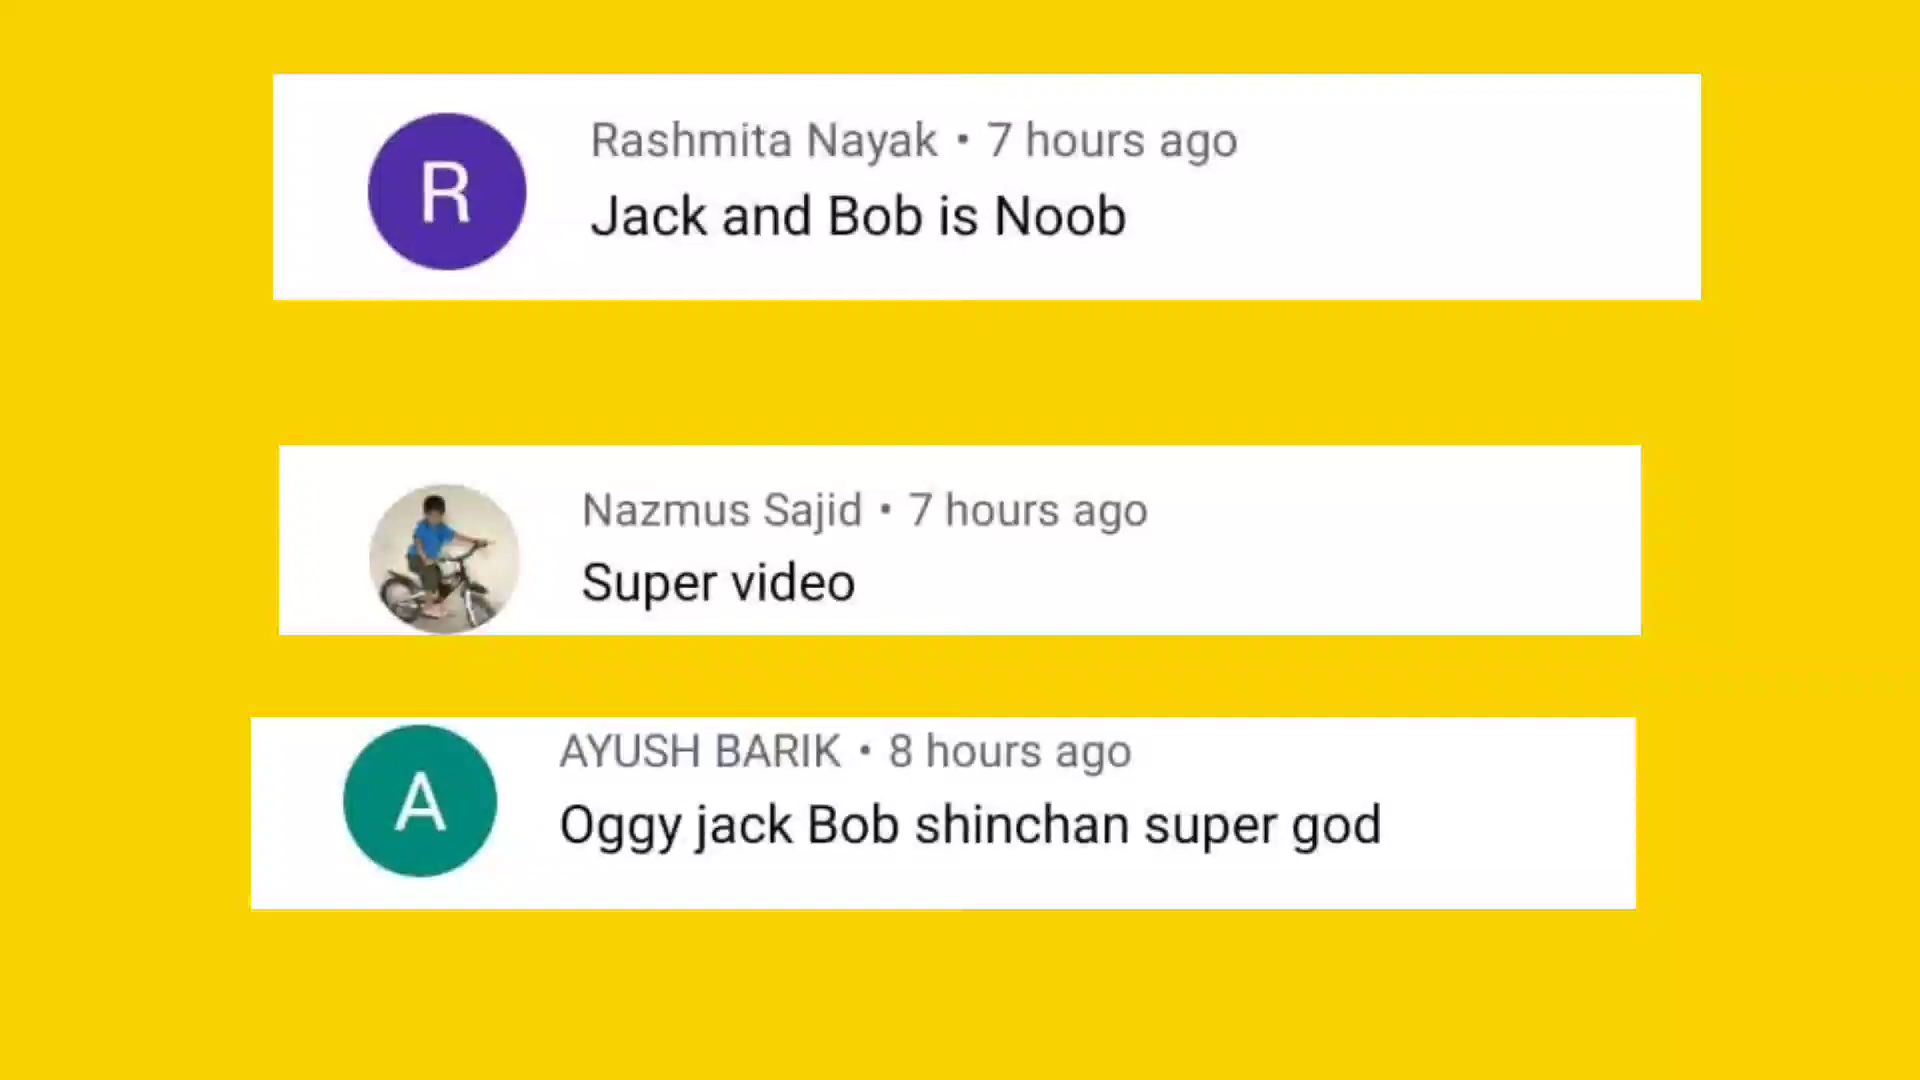 R
Rashmita Nayak • 7 hours ago
Jack and Bob is Noob
Nazmus Sajid • 7 hours ago
Super video
A
AYUSH BARIK • 8 hours ago
Oggy jack Bob shinchan super god